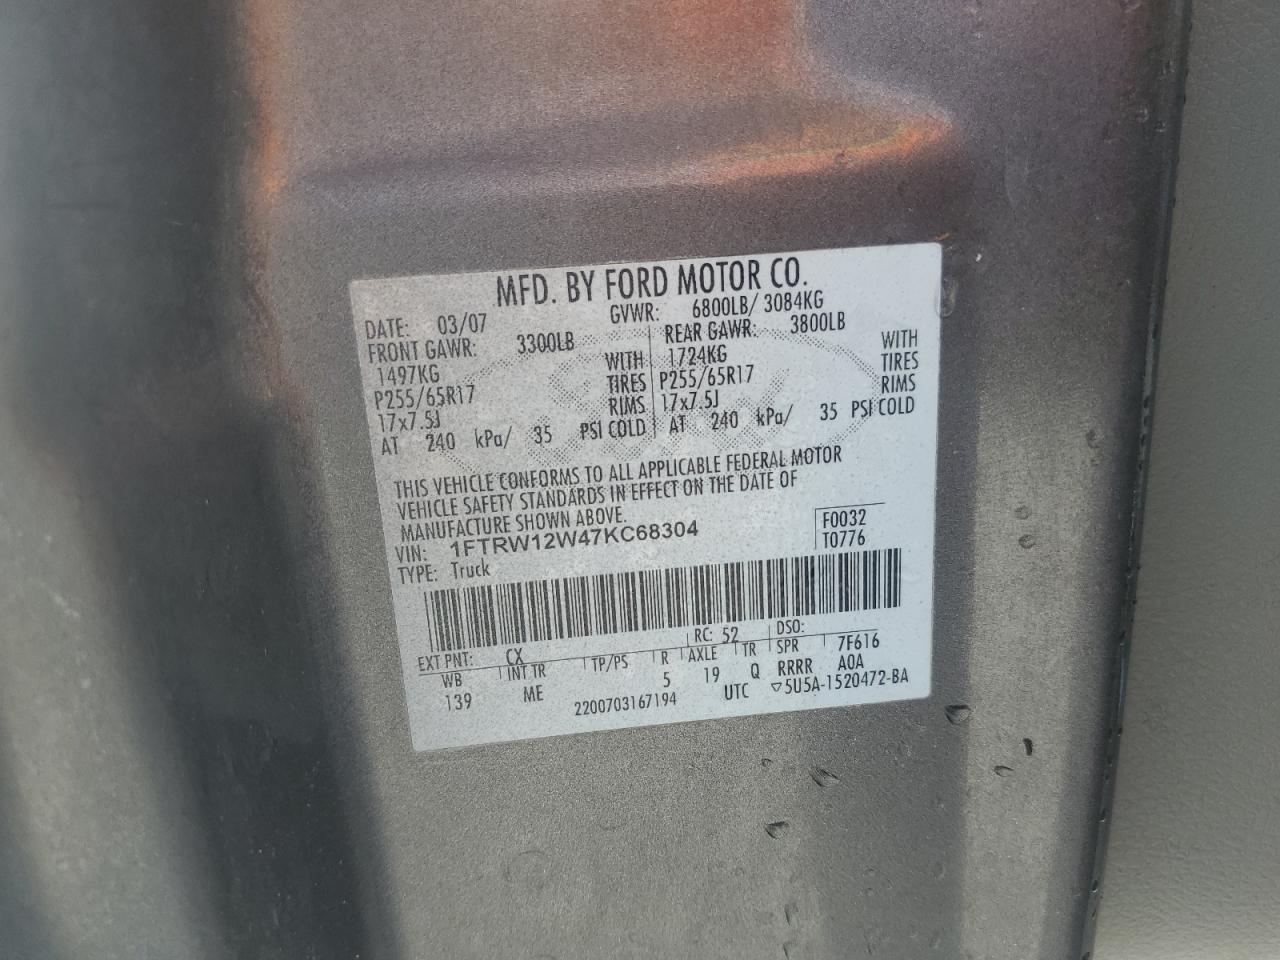 MFD. BY FORD MOTOR CO.
DATE: 03/07 GVWR: 6800LB/ 3084KG
FRONT GAWR: 3300LB REAR GAWR: 3800LB
1497KG WITH 1724KG WITH
P255/65R17 TIRES P255/65R17 TIRES
17x7.5J RIMS 17x7.5J RIMS
AT 240 kPa/ 35 PSI COLD AT 240 kPa/ 35 PSI COLD
THIS VEHICLE CONFORMS TO ALL APPLICABLE FEDERAL MOTOR
VEHICLE SAFETY STANDARDS IN EFFECT ON THE DATE OF
MANUFACTURE SHOWN ABOVE.
VIN: 1FTRW12W47KC68304 F0032
TYPE: Truck T0776
EXT PNT: CX RC: 52 DSO:
WB INT TR TP/PS R AXLE TR SPR 7F616
139 ME 5 19 Q RRRR A0A
2200703167194 UTC ▽5U5A-1520472-BA